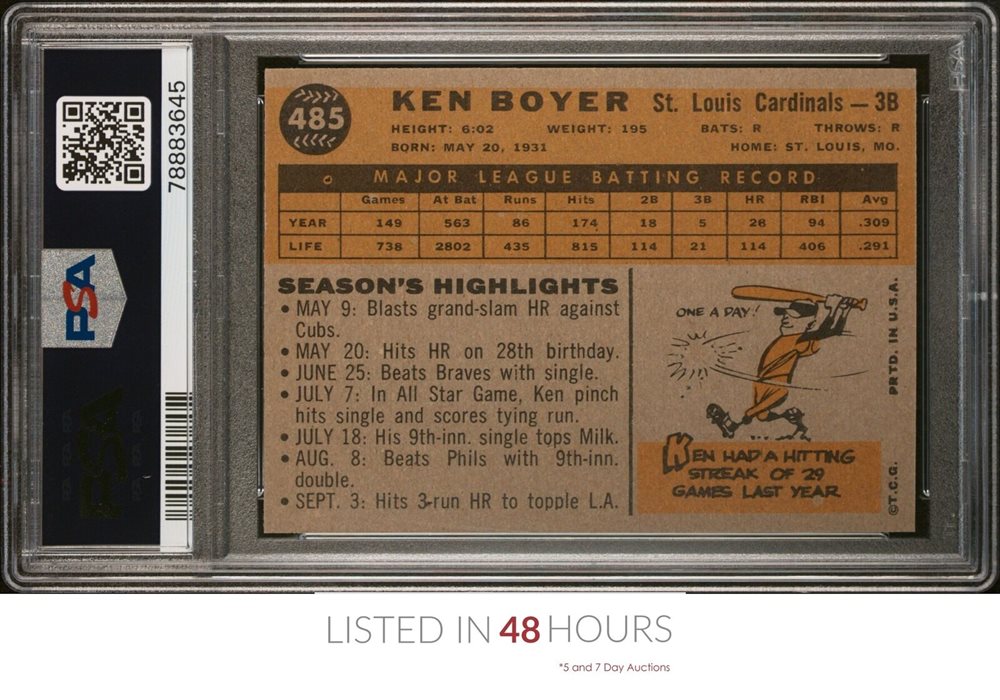 78883645
PSA
485
KEN BOYER St. Louis Cardinals — 3B
HEIGHT: 6:02 WEIGHT: 195 BATS: R THROWS: R
BORN: MAY 20, 1931 HOME: ST. LOUIS, MO.
MAJOR LEAGUE BATTING RECORD
Games At Bat Runs Hits 2B 3B HR RBI Avg
YEAR 149 563 86 174 18 5 28 94 .309
LIFE 738 2802 435 815 114 21 114 406 .291
SEASON'S HIGHLIGHTS
• MAY 9: Blasts grand-slam HR against
Cubs.
• MAY 20: Hits HR on 28th birthday.
• JUNE 25: Beats Braves with single.
• JULY 7: In All Star Game, Ken pinch
hits single and scores tying run.
• JULY 18: His 9th-inn. single tops Milk.
• AUG. 8: Beats Phils with 9th-inn.
double.
• SEPT. 3: Hits 3-run HR to topple L.A.
ONE A DAY!
KEN HAD A HITTING
STREAK OF 29
GAMES LAST YEAR
©T.C.G. PRTD. IN U.S.A.
PSA
PSA
LISTED IN 48 HOURS
*5 and 7 Day Auctions